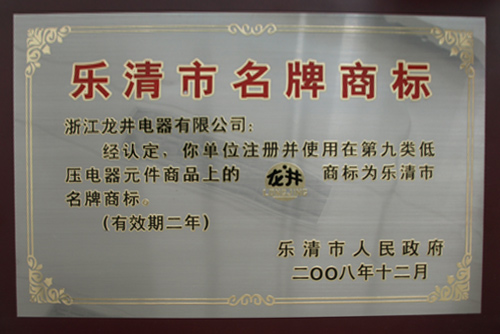 乐清市名牌商标
浙江龙井电器有限公司:
经认定，你单位注册并使用在第九类低
压电器元件商品上的 龙井 商标为乐清市
名牌商标。
(有效期二年)
乐清市人民政府
二〇〇八年十二月